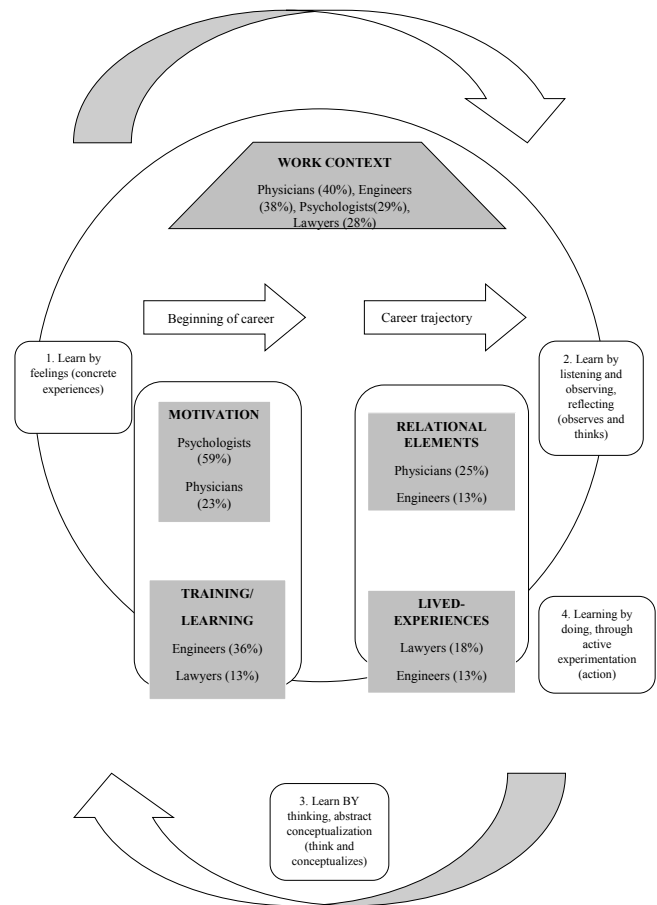 WORK CONTEXT
Physicians (40%), Engineers
(38%), Psychologists(29%),
Lawyers (28%)
Beginning of career
Career trajectory
1. Learn by
feelings (concrete
experiences)
2. Learn by
listening and
observing,
reflecting
(observes and
thinks)
MOTIVATION
Psychologists
(59%)
Physicians
(23%)
RELATIONAL
ELEMENTS
Physicians (25%)
Engineers (13%)
TRAINING/
LEARNING
Engineers (36%)
Lawyers (13%)
LIVED-
EXPERIENCES
Lawyers (18%)
Engineers (13%)
4. Learning by
doing, through
active
experimentation
(action)
3. Learn BY
thinking, abstract
conceptualization
(think and
conceptualizes)